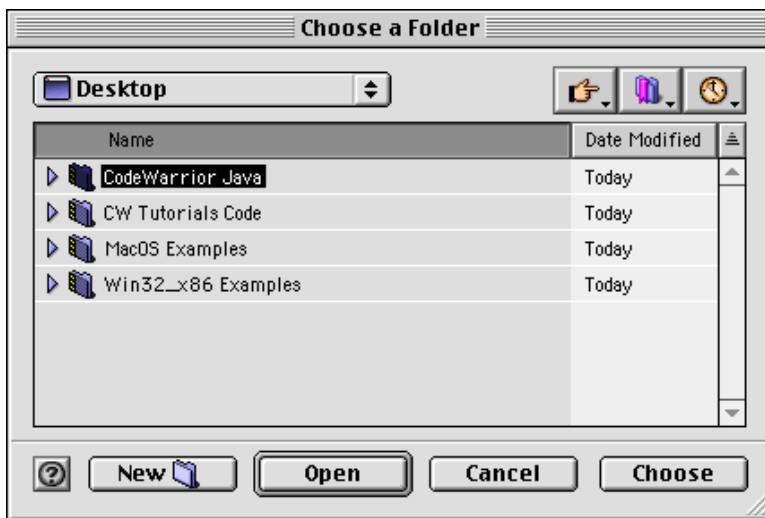 Choose a Folder
Desktop
Name Date Modified
CodeWarrior Java Today
CW Tutorials Code Today
MacOS Examples Today
Win32_x86 Examples Today
? New Open Cancel Choose